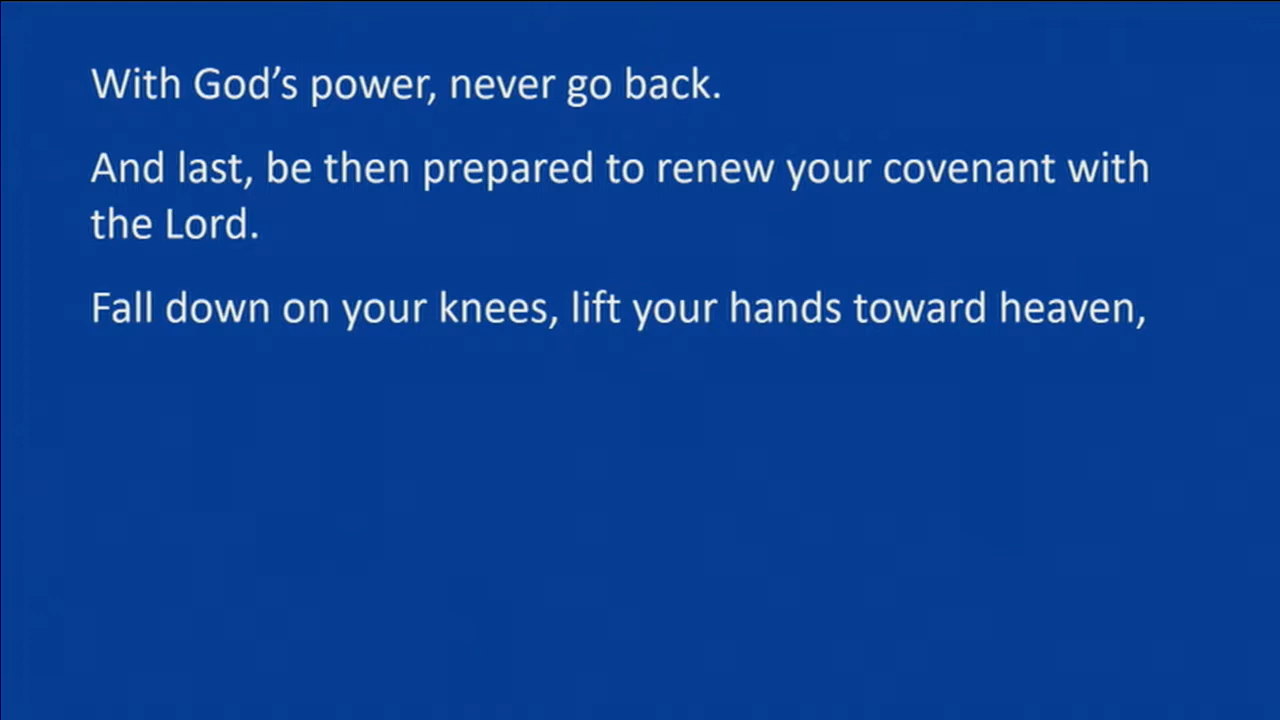 With God’s power, never go back.
And last, be then prepared to renew your covenant with
the Lord.
Fall down on your knees, lift your hands toward heaven,